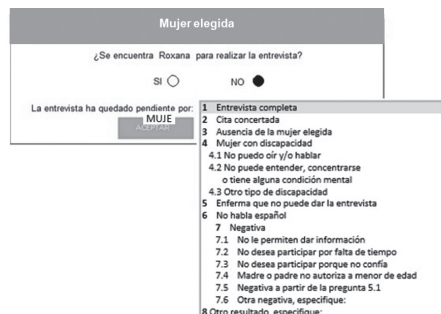 Mujer elegida
¿Se encuentra Roxana para realizar la entrevista?
SI NO
La entrevista ha quedado pendiente por:
MUJE
ACEPTAR
1 Entrevista completa
2 Cita concertada
3 Ausencia de la mujer elegida
4 Mujer con discapacidad
4.1 No puedo oír y/o hablar
4.2 No puede entender, concentrarse
o tiene alguna condición mental
4.3 Otro tipo de discapacidad
5 Enferma que no puede dar la entrevista
6 No habla español
7 Negativa
7.1 No le permiten dar información
7.2 No desea participar por falta de tiempo
7.3 No desea participar porque no confía
7.4 Madre o padre no autoriza a menor de edad
7.5 Negativa a partir de la pregunta 5.1
7.6 Otra negativa, especifique:
8 Otro resultado, especifique: